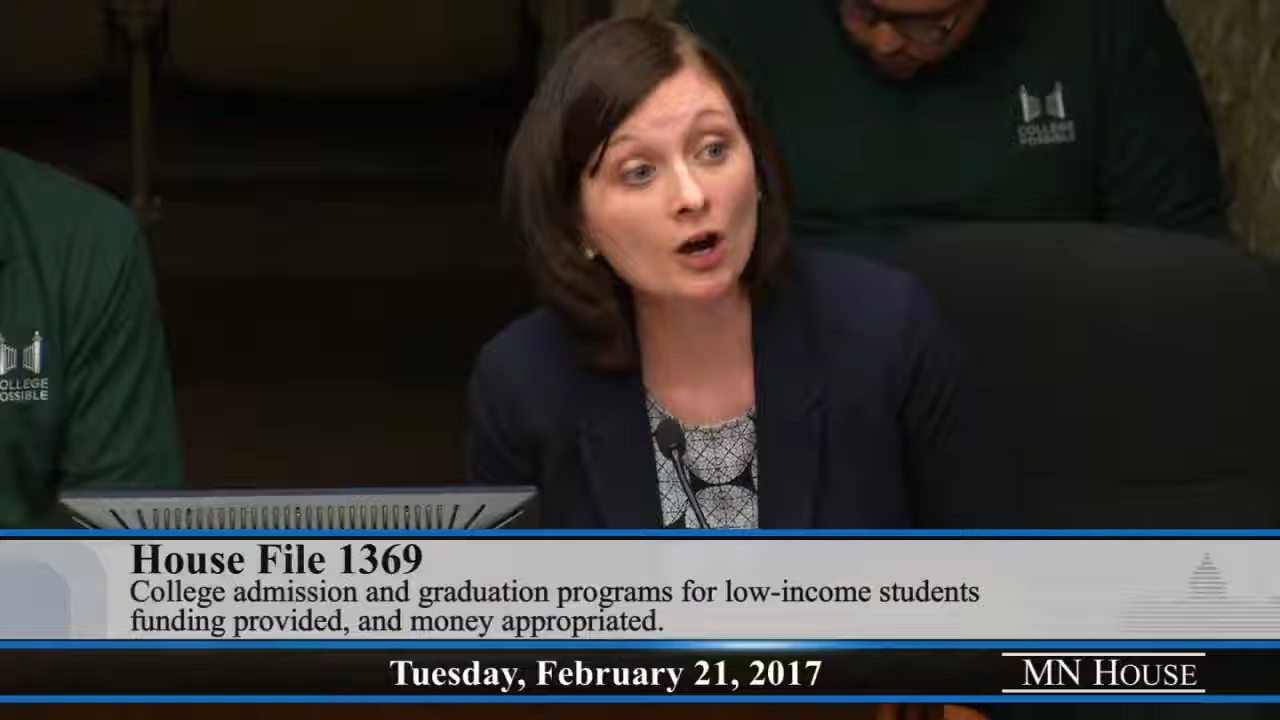 COLLEGE
POSSIBLE
OLLEGE
OSSIBLE
House File 1369
College admission and graduation programs for low-income students
funding provided, and money appropriated.
Tuesday, February 21, 2017
MN HOUSE